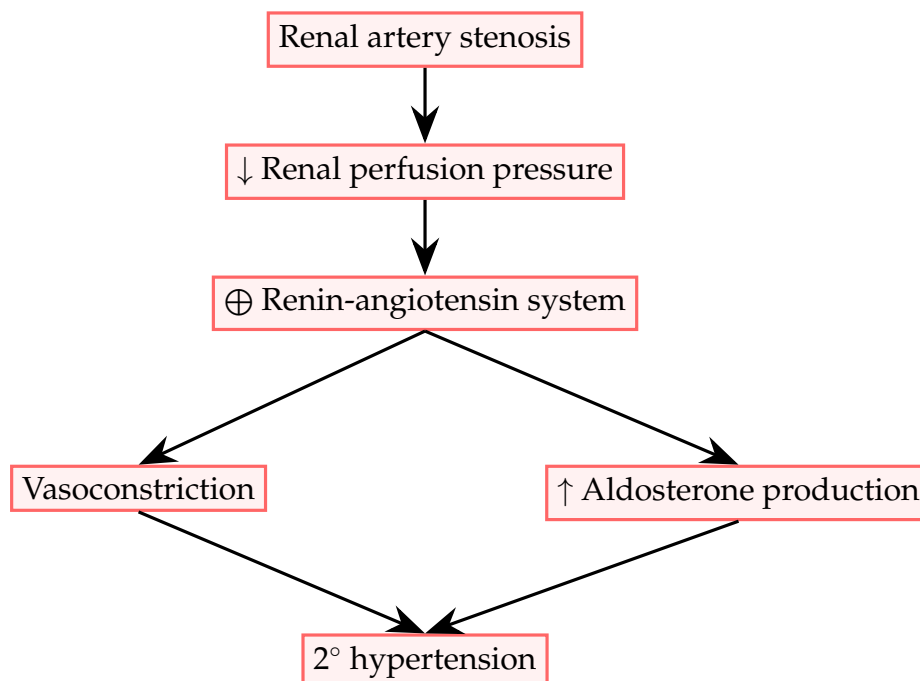 Renal artery stenosis
↓ Renal perfusion pressure
⊕ Renin-angiotensin system
Vasoconstriction
↑ Aldosterone production
2° hypertension